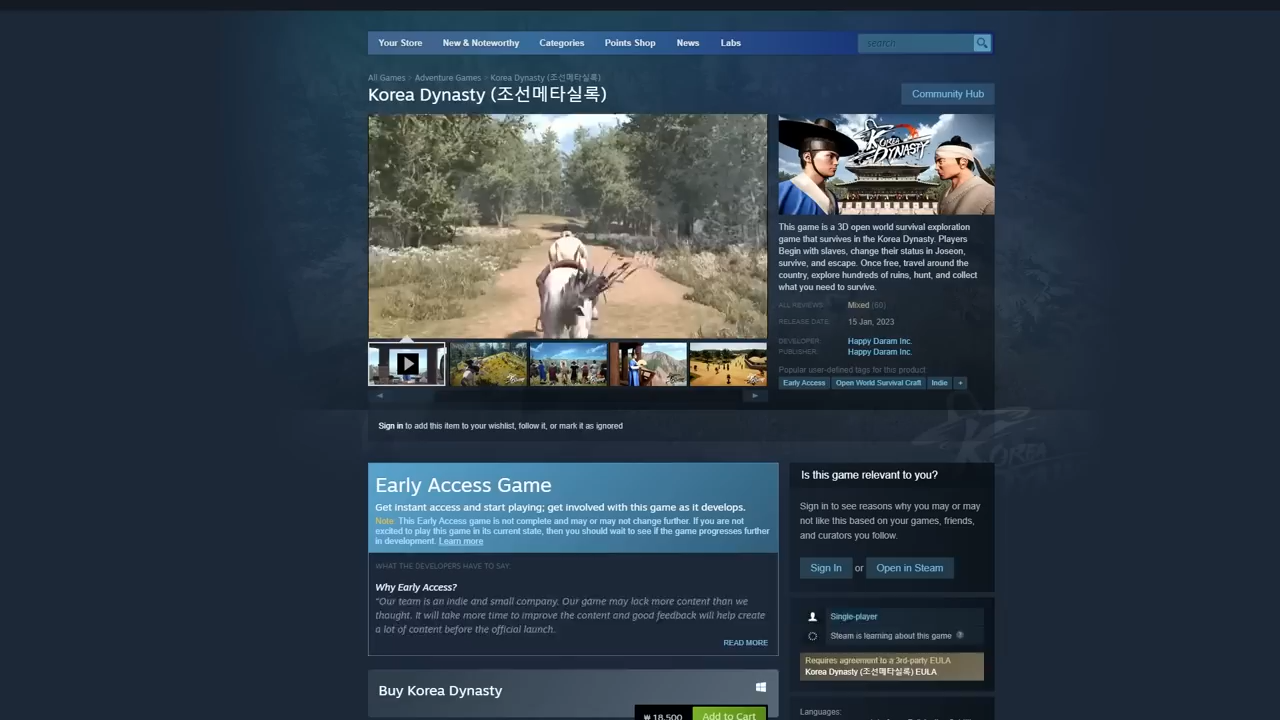 Your Store New & Noteworthy Categories Points Shop News Labs search
All Games > Adventure Games > Korea Dynasty (조선메타실록)
Korea Dynasty (조선메타실록)
Community Hub
KOREA DYNASTY
This game is a 3D open world survival exploration
game that survives in the Korea Dynasty. Players
Begin with slaves, change their status in Joseon,
survive, and escape. Once free, travel around the
country, explore hundreds of ruins, hunt, and collect
what you need to survive.
ALL REVIEWS: Mixed (60)
RELEASE DATE: 15 Jan, 2023
DEVELOPER: Happy Daram Inc.
PUBLISHER: Happy Daram Inc.
Popular user-defined tags for this product
Early Access Open World Survival Craft Indie +
Sign in to add this item to your wishlist, follow it, or mark it as ignored
KOREA
Early Access Game
Get instant access and start playing; get involved with this game as it develops.
Note: This Early Access game is not complete and may or may not change further. If you are not
excited to play this game in its current state, then you should wait to see if the game progresses further
in development. Learn more
WHAT THE DEVELOPERS HAVE TO SAY:
Why Early Access?
“Our team is an indie and small company. Our game may lack more content than we
thought. It will take more time to improve the content and good feedback will help create
a lot of content before the official launch.
READ MORE
Is this game relevant to you?
Sign in to see reasons why you may or may
not like this based on your games, friends,
and curators you follow.
Sign In or Open in Steam
Single-player
Steam is learning about this game ?
Requires agreement to a 3rd-party EULA
Korea Dynasty (조선메타실록) EULA
Buy Korea Dynasty
₩ 18,500 Add to Cart
Languages: